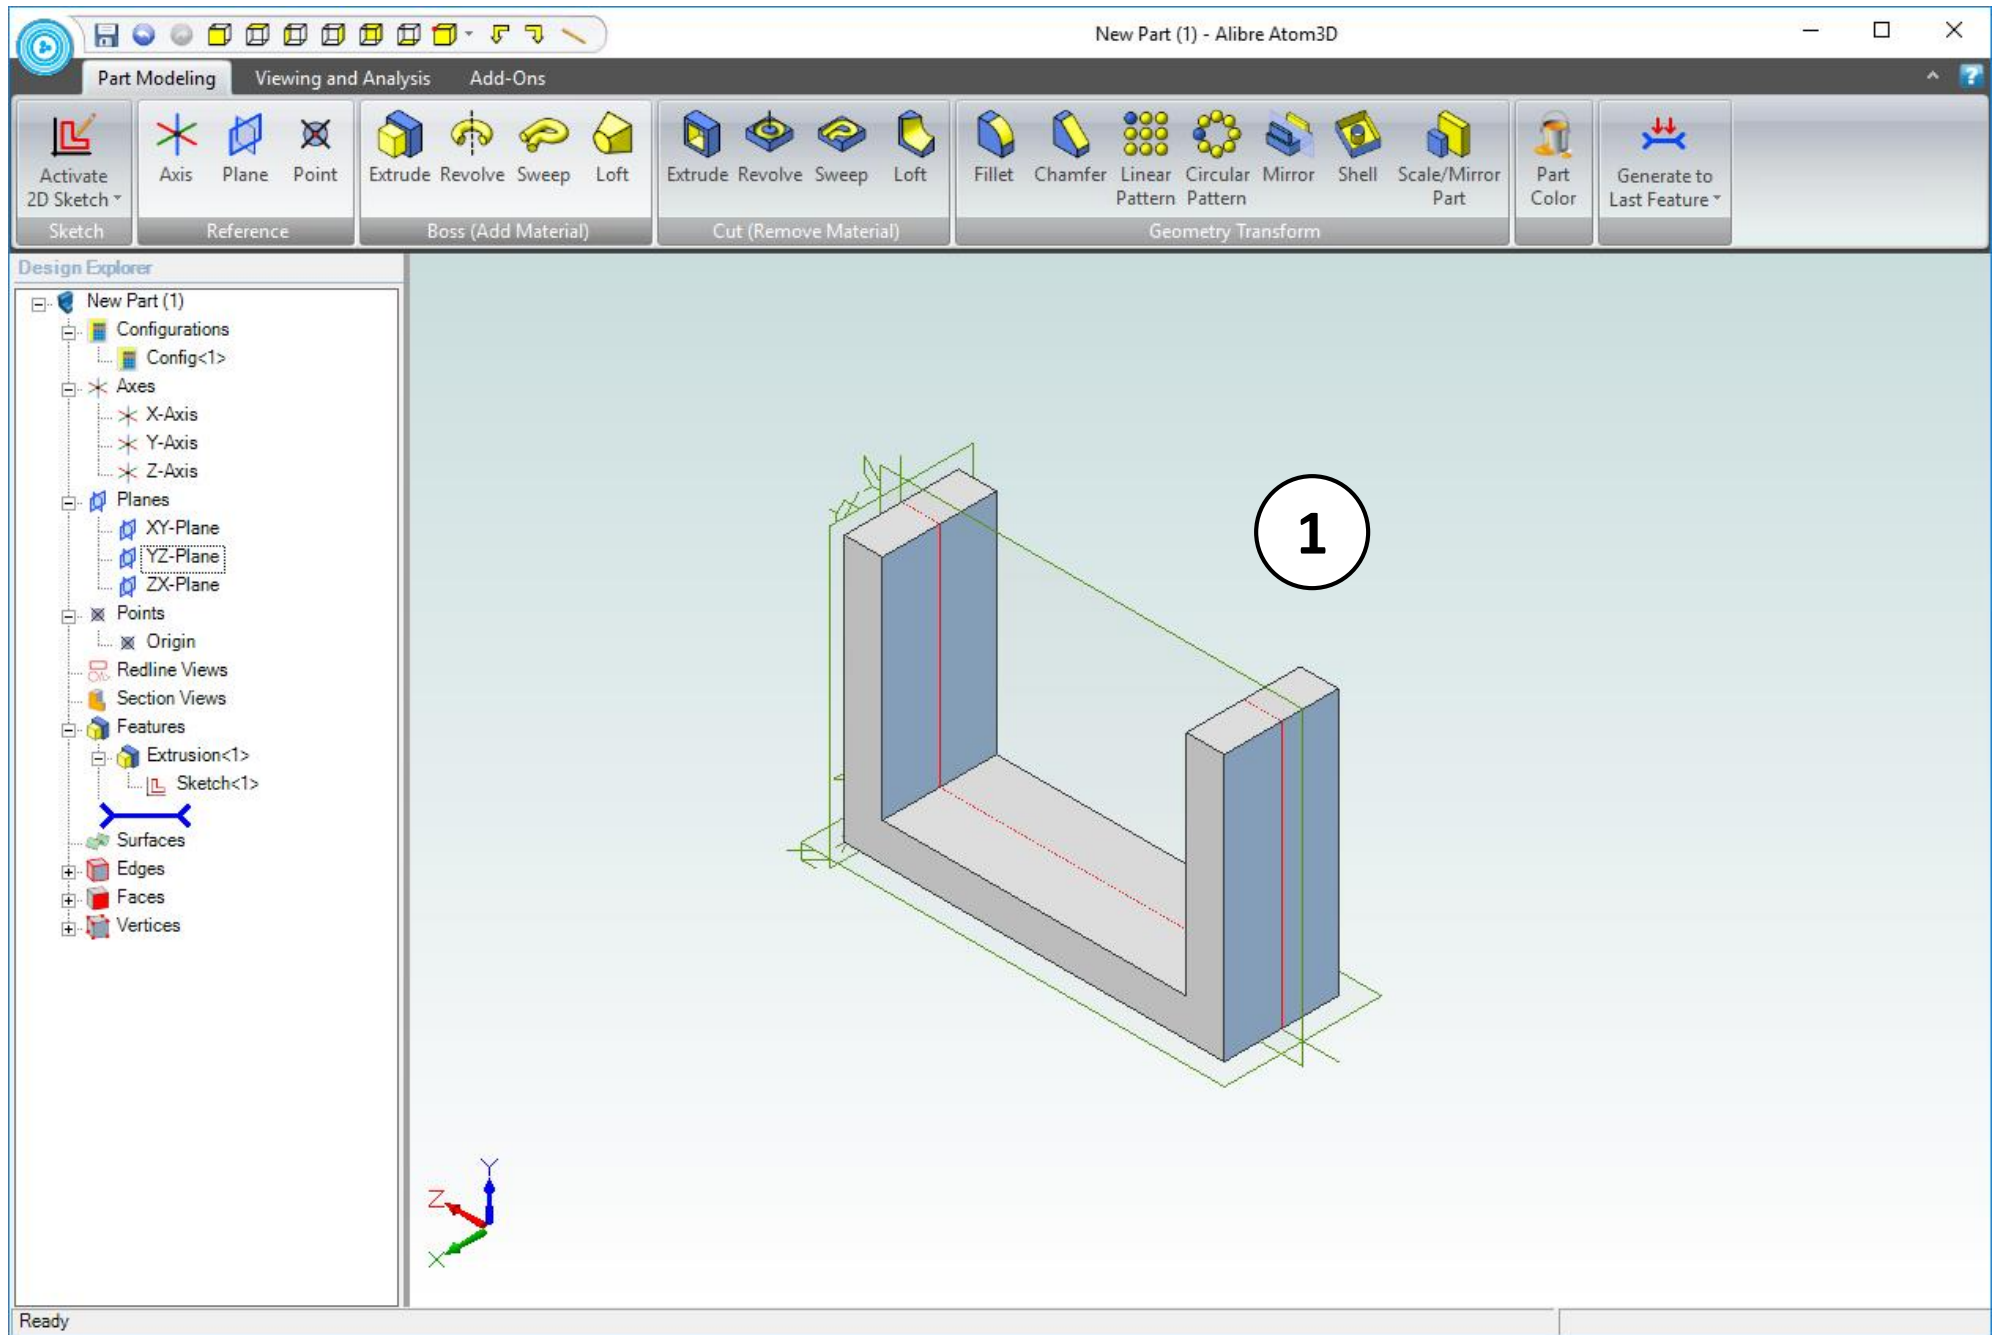 New Part (1) - Alibre Atom3D
Part Modeling Viewing and Analysis Add-Ons
?
Activate 2D Sketch
Axis Plane Point
Extrude Revolve Sweep Loft
Extrude Revolve Sweep Loft
Fillet Chamfer Linear Pattern Circular Pattern Mirror Shell Scale/Mirror Part
Part Color
Generate to Last Feature
Sketch Reference Boss (Add Material) Cut (Remove Material) Geometry Transform
Design Explorer
New Part (1)
Configurations
Config<1>
Axes
X-Axis
Y-Axis
Z-Axis
Planes
XY-Plane
YZ-Plane
ZX-Plane
Points
Origin
Redline Views
Section Views
Features
Extrusion<1>
Sketch<1>
Surfaces
Edges
Faces
Vertices
1
Y
Z
X
Ready